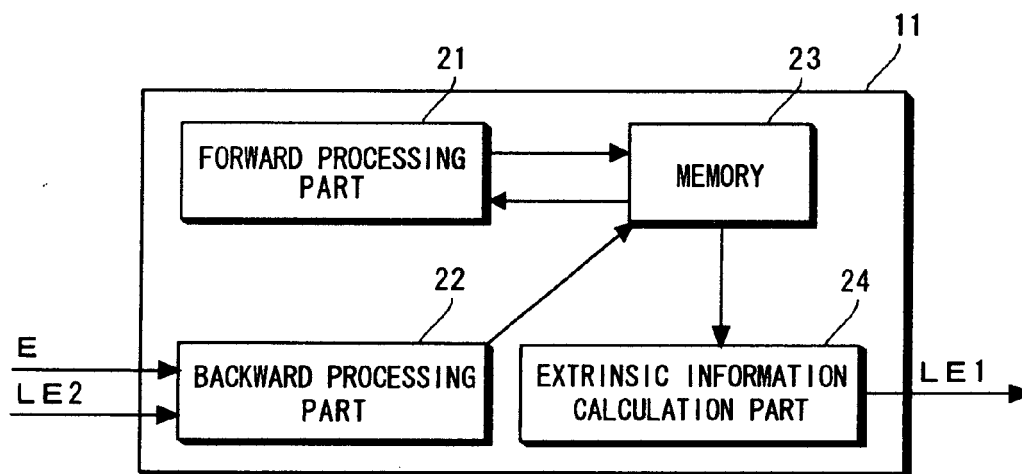 11
21
23
FORWARD PROCESSING
PART
MEMORY
22
24
E
LE2
BACKWARD PROCESSING
PART
EXTRINSIC INFORMATION
CALCULATION PART
LE1